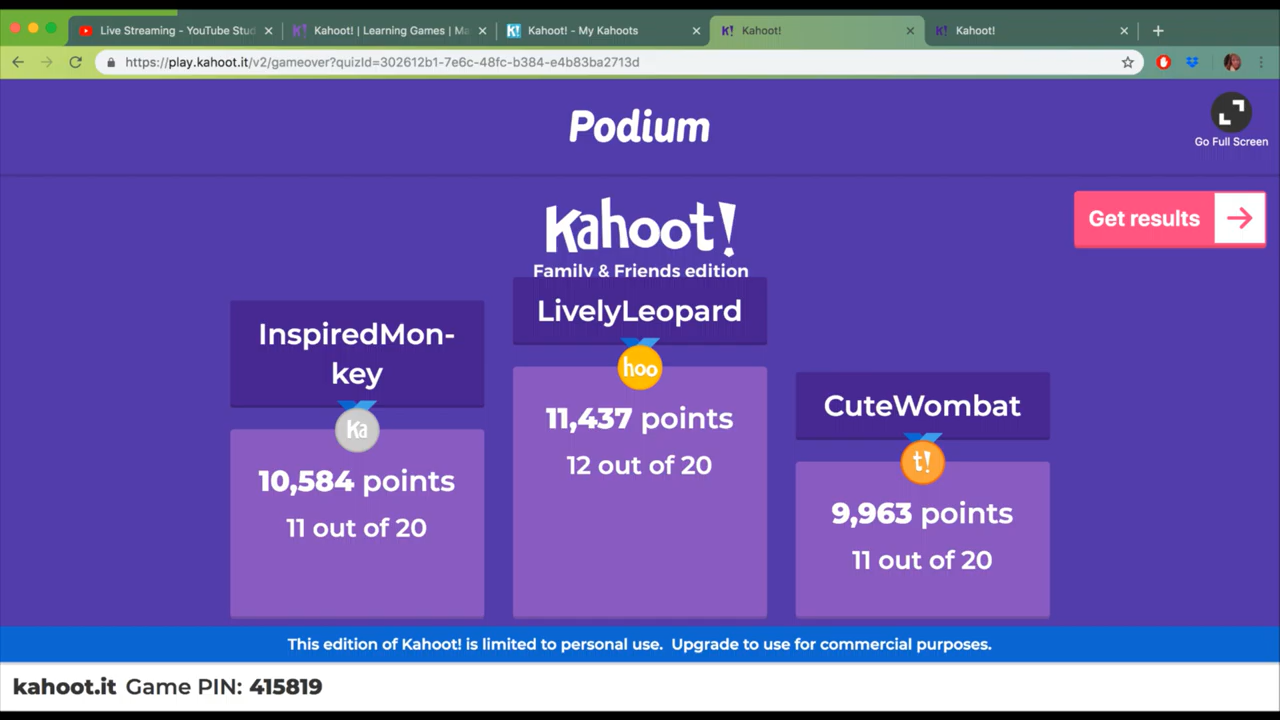 Live Streaming - YouTube Stud
Kahoot! | Learning Games | Ma
Kahoot! - My Kahoots
Kahoot!
Kahoot!
https://play.kahoot.it/v2/gameover?quizId=302612b1-7e6c-48fc-b384-e4b83ba2713d
Podium
Go Full Screen
Kahoot!
Family & Friends edition
Get results
InspiredMon-
key
Ka
10,584 points
11 out of 20
LivelyLeopard
hoo
11,437 points
12 out of 20
CuteWombat
t!
9,963 points
11 out of 20
This edition of Kahoot! is limited to personal use. Upgrade to use for commercial purposes.
kahoot.it Game PIN: 415819